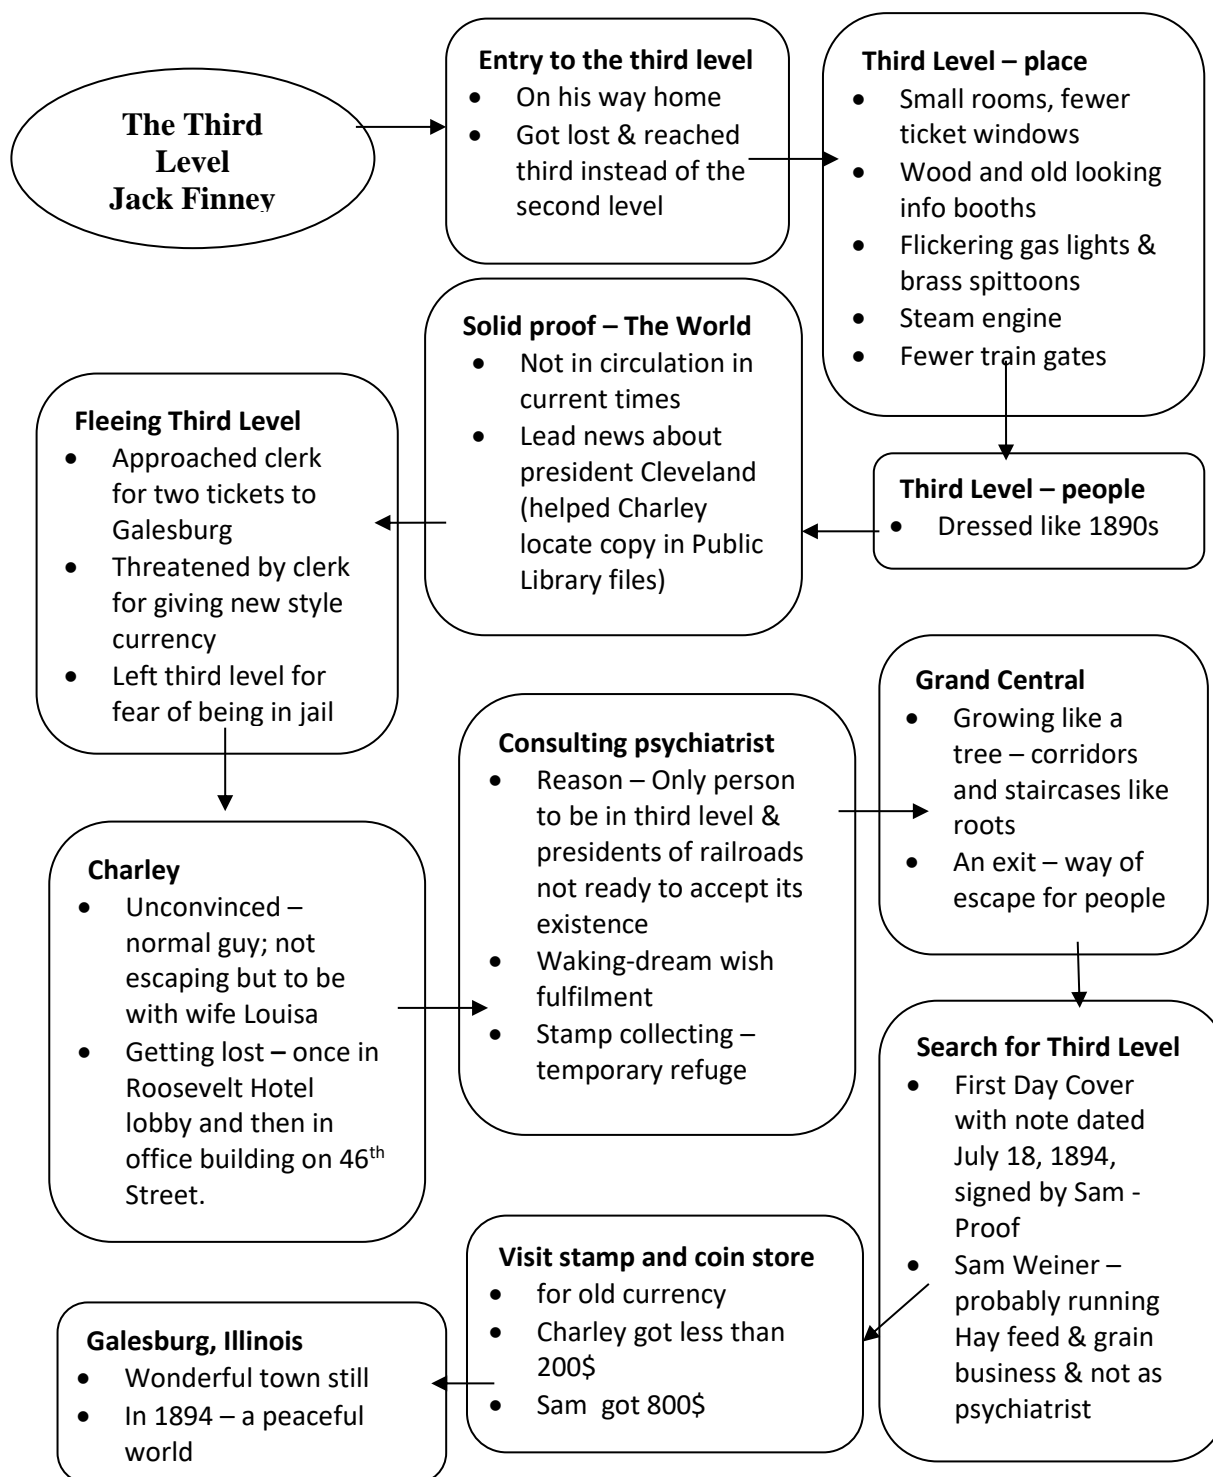 The Third
Level
Jack Finney
Entry to the third level
• On his way home
• Got lost & reached
third instead of the
second level
Third Level – place
• Small rooms, fewer
ticket windows
• Wood and old looking
info booths
• Flickering gas lights &
brass spittoons
• Steam engine
• Fewer train gates
Third Level – people
• Dressed like 1890s
Solid proof – The World
• Not in circulation in
current times
• Lead news about
president Cleveland
(helped Charley
locate copy in Public
Library files)
Fleeing Third Level
• Approached clerk
for two tickets to
Galesburg
• Threatened by clerk
for giving new style
currency
• Left third level for
fear of being in jail
Charley
• Unconvinced –
normal guy; not
escaping but to be
with wife Louisa
• Getting lost – once in
Roosevelt Hotel
lobby and then in
office building on 46th
Street.
Consulting psychiatrist
• Reason – Only person
to be in third level &
presidents of railroads
not ready to accept its
existence
• Waking-dream wish
fulfilment
• Stamp collecting –
temporary refuge
Grand Central
• Growing like a
tree – corridors
and staircases like
roots
• An exit – way of
escape for people
Search for Third Level
• First Day Cover
with note dated
July 18, 1894,
signed by Sam -
Proof
• Sam Weiner –
probably running
Hay feed & grain
business & not as
psychiatrist
Visit stamp and coin store
• for old currency
• Charley got less than
200$
• Sam got 800$
Galesburg, Illinois
• Wonderful town still
• In 1894 – a peaceful
world